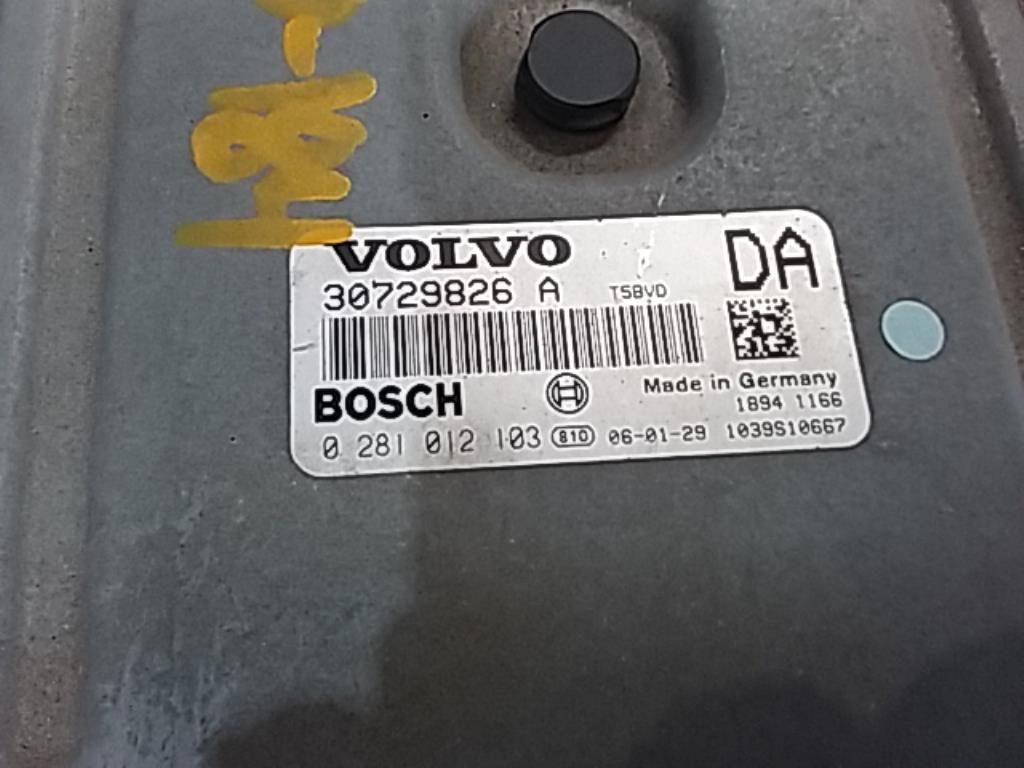 VOLVO
30729826 A T5BVD
DA
BOSCH
Made in Germany
1894 1166
0 281 012 103 810 06-01-29 1039S10667